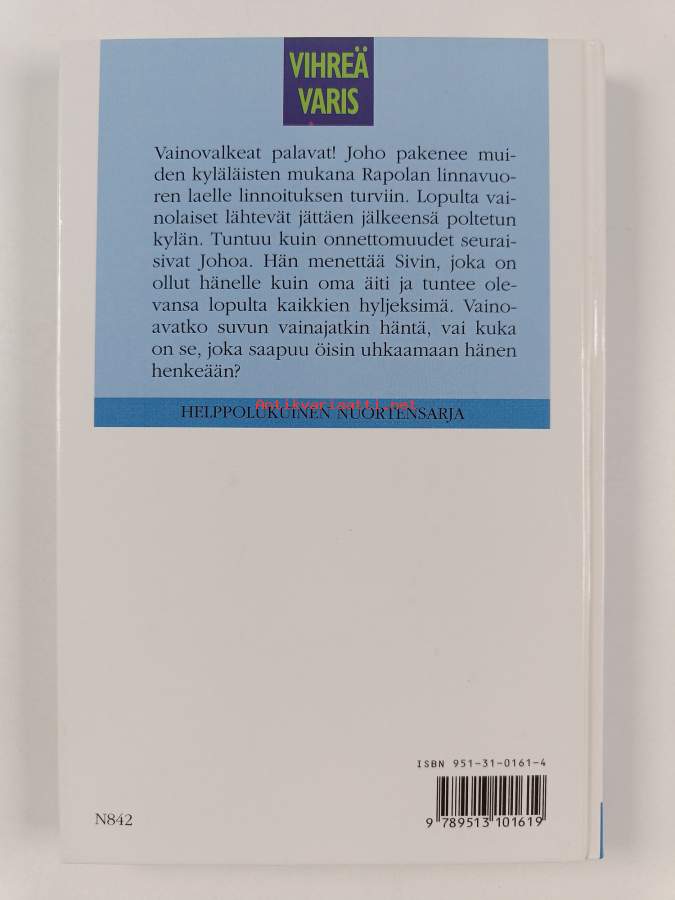 VIHREÄ
VARIS
Vainovalkeat palavat! Joho pakenee mui-
den kyläläisten mukana Rapolan linnavuo-
ren laelle linnoituksen turviin. Lopulta vai-
nolaiset lähtevät jättäen jälkeensä poltetun
kylän. Tuntuu kuin onnettomuudet seurai-
sivat Johoa. Hän menettää Sivin, joka on
ollut hänelle kuin oma äiti ja tuntee ole-
vansa lopulta kaikkien hyljeksimä. Vaino-
avatko suvun vainajatkin häntä, vai kuka
on se, joka saapuu öisin uhkaamaan hänen
henkeään?
Antikvariaatti.net
HELPPOLUKUINEN NUORTENSARJA
ISBN 951-31-0161-4
9 789513 101619
N842